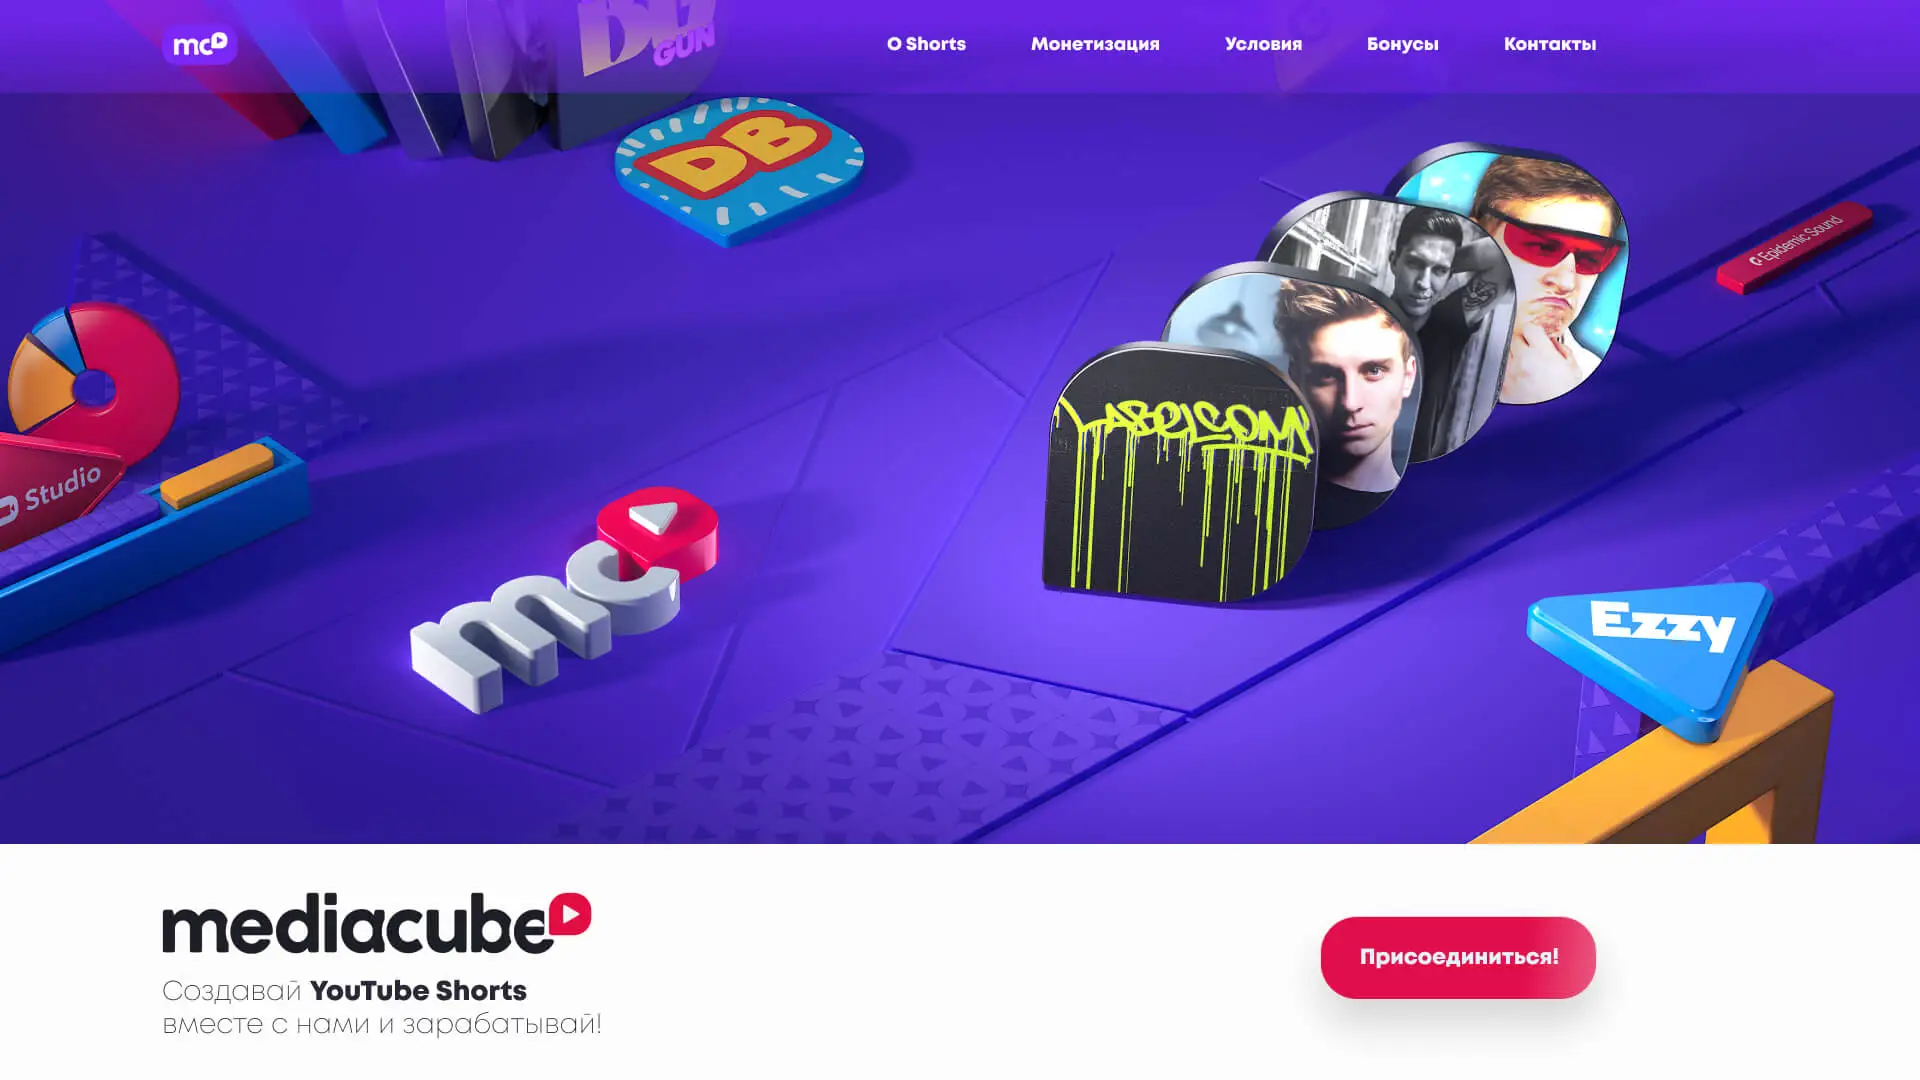 mc
О Shorts
Монетизация
Условия
Бонусы
Контакты
GUN
DB
Epidemic Sound
LABELCOM
Studio
mc
Ezzy
mediacube
Создавай YouTube Shorts
вместе с нами и зарабатывай!
Присоединиться!